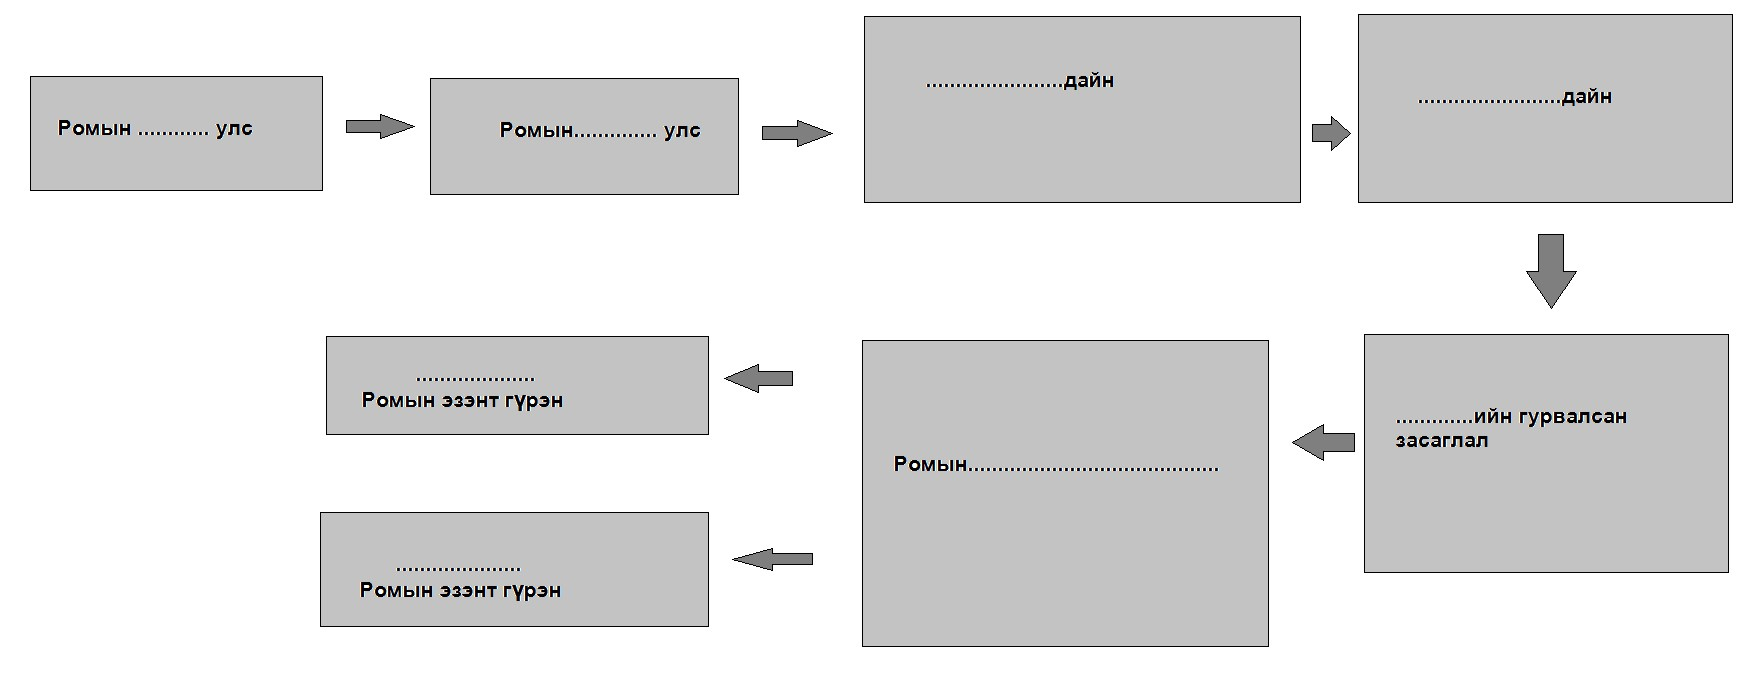 Ромын ............ улс
Ромын.............. улс
.......................дайн
........................дайн
.............ийн гурвалсан
засаглал
Ромын..........................................
....................
Ромын эзэнт гүрэн
.....................
Ромын эзэнт гүрэн